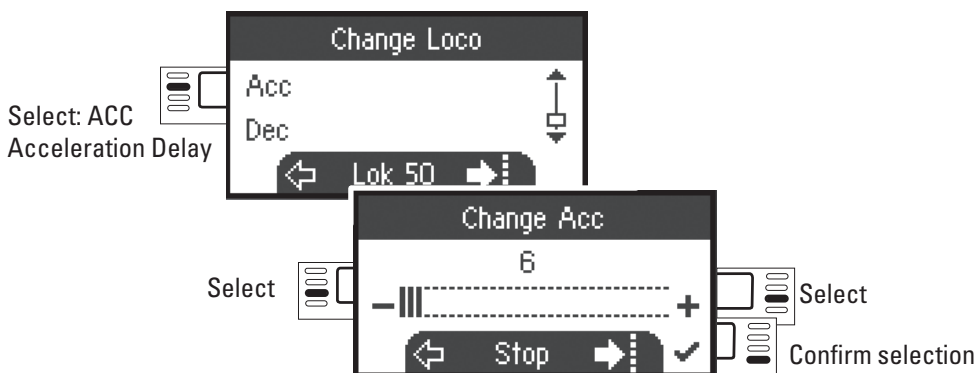 Change Loco
Acc
Dec
Lok 50
Select: ACC
Acceleration Delay
Change Acc
6
Select
Select
− +
Stop
Confirm selection